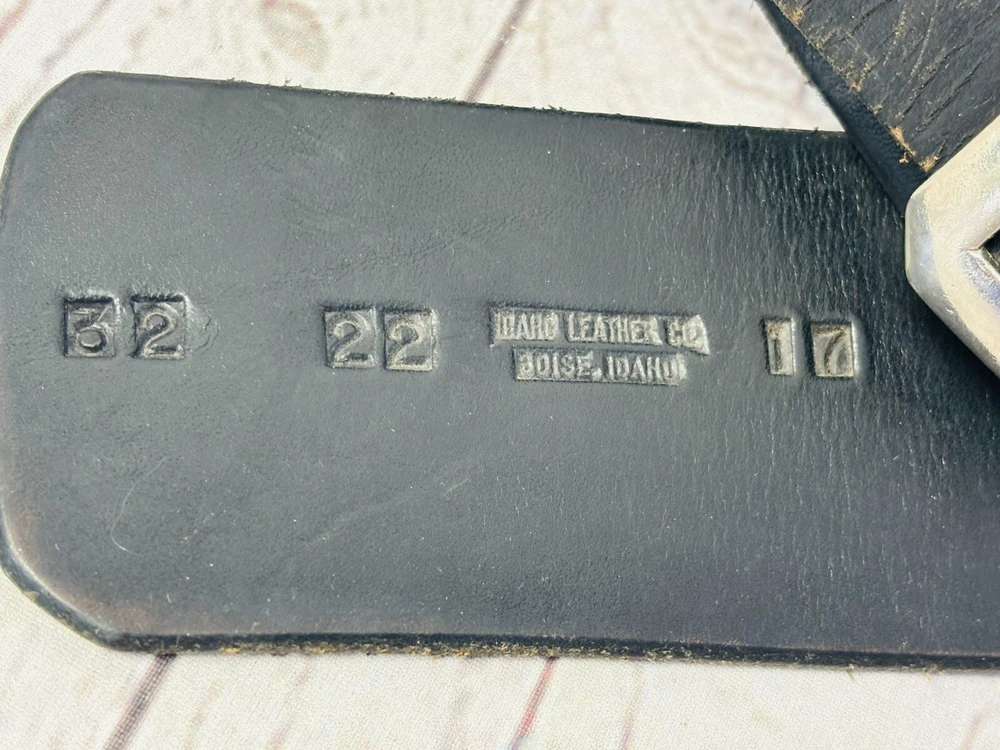 32 22 IDAHO LEATHER CO. 17
BOISE, IDAHO